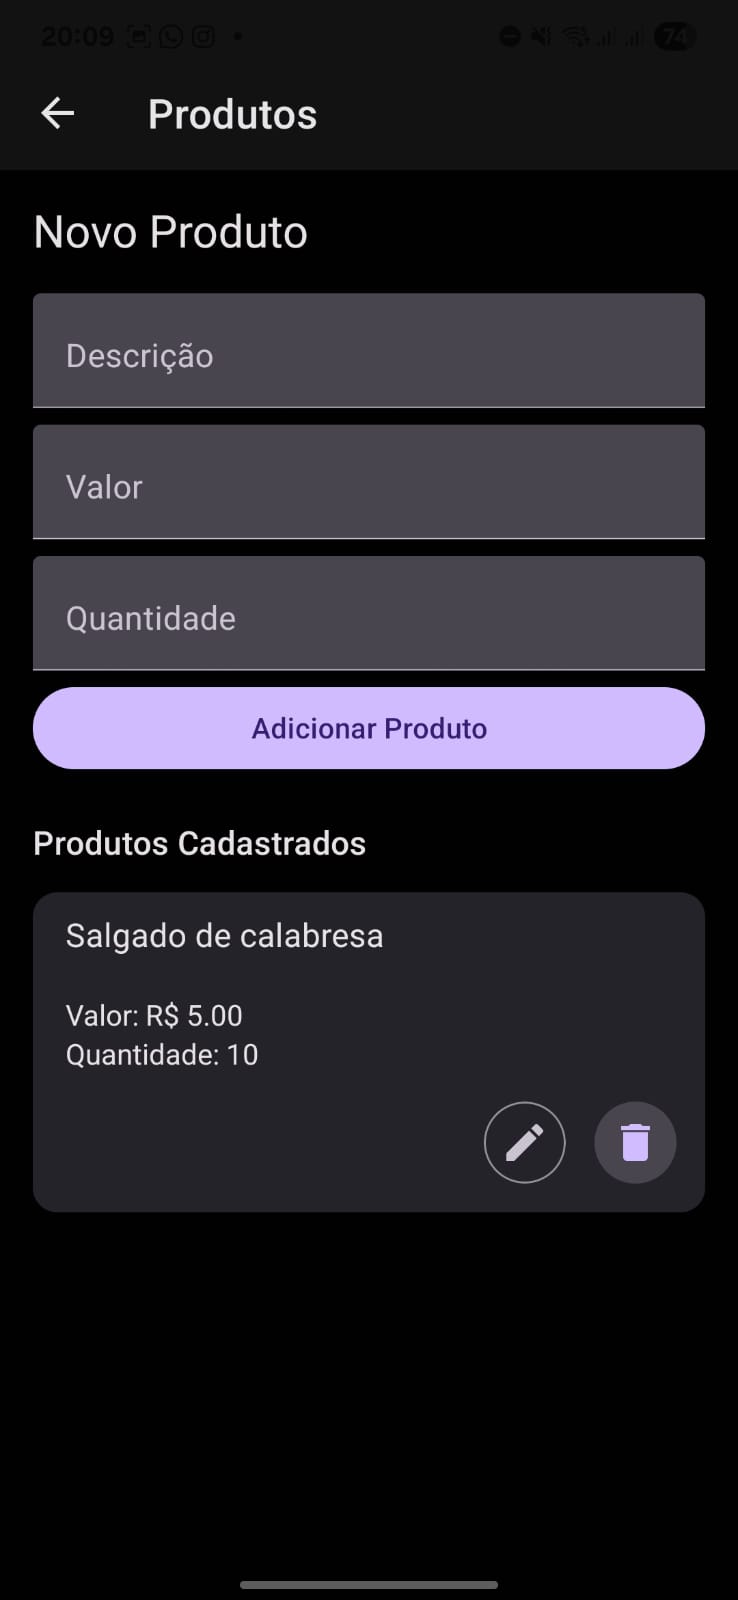 20:09
74
Produtos
Novo Produto
Descrição
Valor
Quantidade
Adicionar Produto
Produtos Cadastrados
Salgado de calabresa
Valor: R$ 5.00
Quantidade: 10